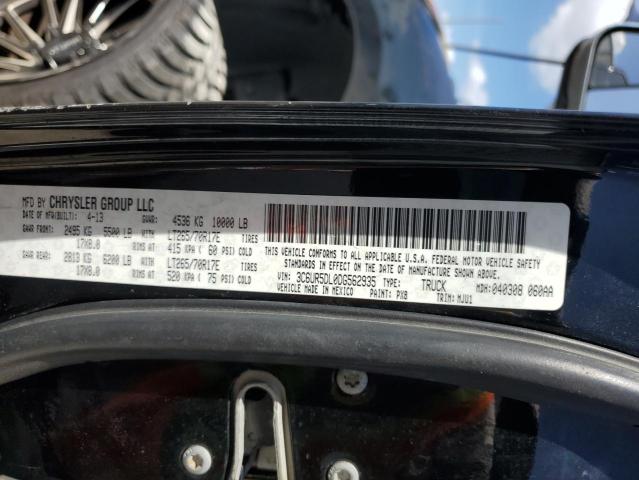 MFD BY CHRYSLER GROUP LLC
DATE OF MFR(BUILT): 4-13 GVWR: 4536 KG 10000 LB
GAWR FRONT: 2495 KG 5500 LB WITH LT265/70R17E TIRES
17X8.0 RIMS AT 415 KPA ( 60 PSI) COLD
GAWR REAR: 2813 KG 6200 LB WITH LT265/70R17E TIRES
17X8.0 RIMS AT 520 KPA ( 75 PSI) COLD
THIS VEHICLE CONFORMS TO ALL APPLICABLE U.S.A. FEDERAL MOTOR VEHICLE SAFETY
STANDARDS IN EFFECT ON THE DATE OF MANUFACTURE SHOWN ABOVE.
VIN: 3C6UR5DL0DG562935 TYPE: TRUCK MDH: 040308 060AA
VEHICLE MADE IN MEXICO PAINT: PX8 TRIM: MJU1